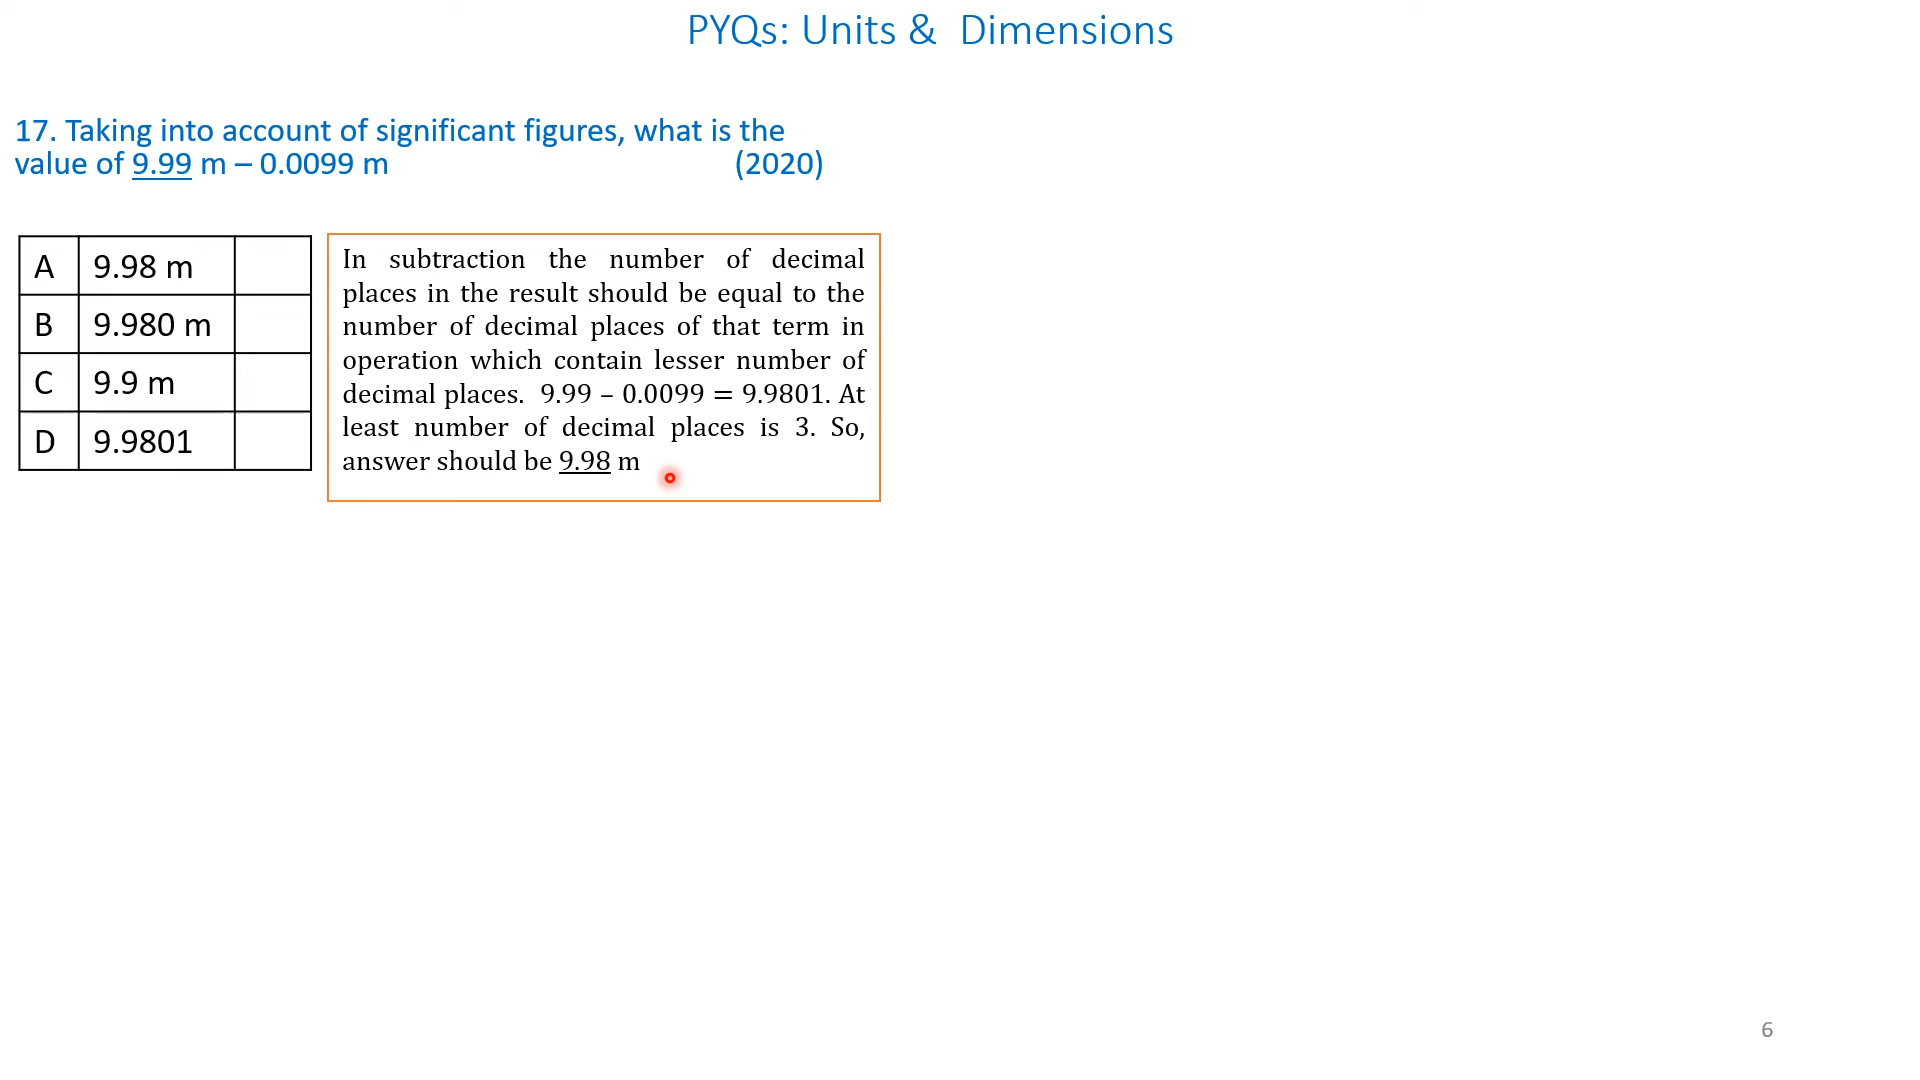 PYQs: Units & Dimensions
17. Taking into account of significant figures, what is the
value of 9.99 m – 0.0099 m (2020)
A 9.98 m
B 9.980 m
C 9.9 m
D 9.9801
In subtraction the number of decimal
places in the result should be equal to the
number of decimal places of that term in
operation which contain lesser number of
decimal places. 9.99 – 0.0099 = 9.9801. At
least number of decimal places is 3. So,
answer should be 9.98 m
6